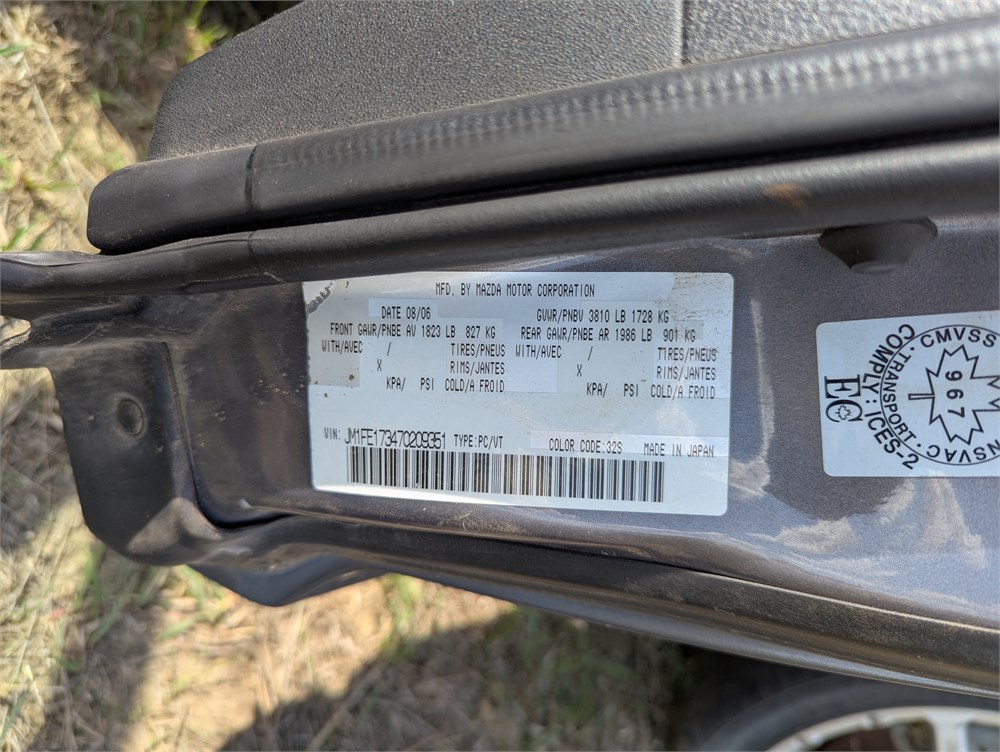 MFD. BY MAZDA MOTOR CORPORATION
DATE 08/06 GVWR/PNBV 3810 LB 1728 KG
FRONT GAWR/PNBE AV 1823 LB 827 KG REAR GAWR/PNBE AR 1986 LB 901 KG
WITH/AVEC / TIRES/PNEUS WITH/AVEC / TIRES/PNEUS
X RIMS/JANTES X RIMS/JANTES
KPA/ PSI COLD/A FROID KPA/ PSI COLD/A FROID
VIN: JM1FE173470209351 TYPE:PC/VT COLOR CODE:32S MADE IN JAPAN
CMVSS
967
NSVAC
·TRANSPORT·
COMPLY: ICES-2
EC